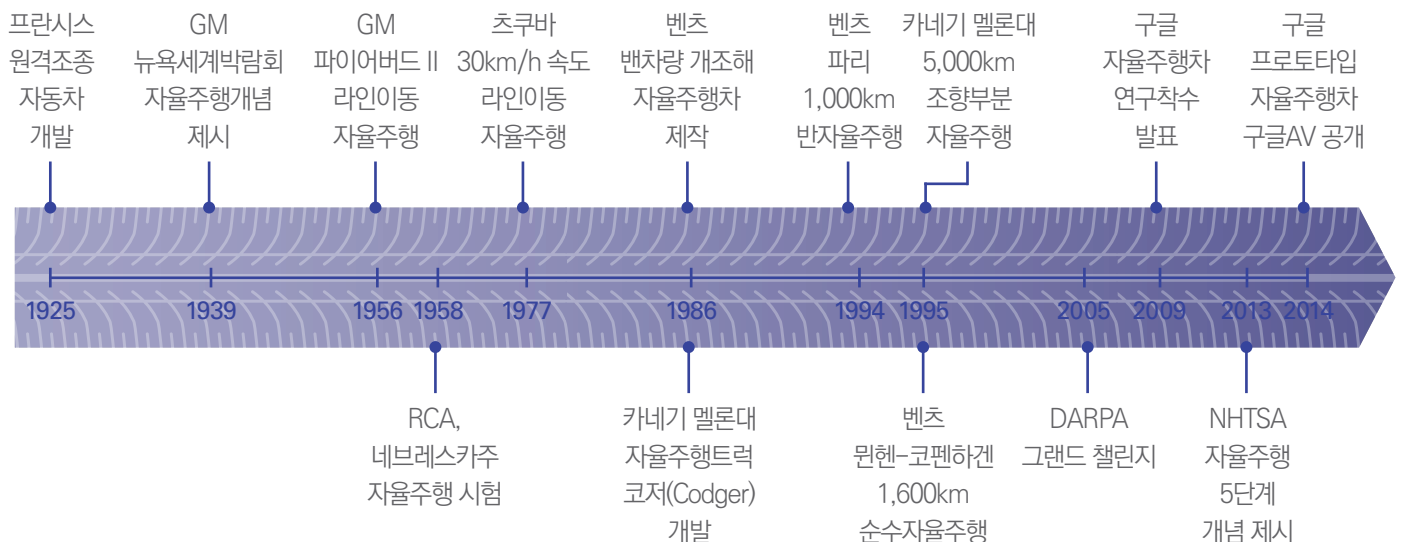 프란시스
원격조종
자동차
개발
GM
뉴욕세계박람회
자율주행개념
제시
GM
파이어버드 II
라인이동
자율주행
츠쿠바
30km/h 속도
라인이동
자율주행
벤츠
밴차량 개조해
자율주행차
제작
벤츠
파리
1,000km
반자율주행
카네기 멜론대
5,000km
조향부분
자율주행
구글
자율주행차
연구착수
발표
구글
프로토타입
자율주행차
구글AV 공개
1925
1939
1956
1958
1977
1986
1994
1995
2005
2009
2013
2014
RCA,
네브레스카주
자율주행 시험
카네기 멜론대
자율주행트럭
코저(Codger)
개발
벤츠
뮌헨-코펜하겐
1,600km
순수자율주행
DARPA
그랜드 챌린지
NHTSA
자율주행
5단계
개념 제시